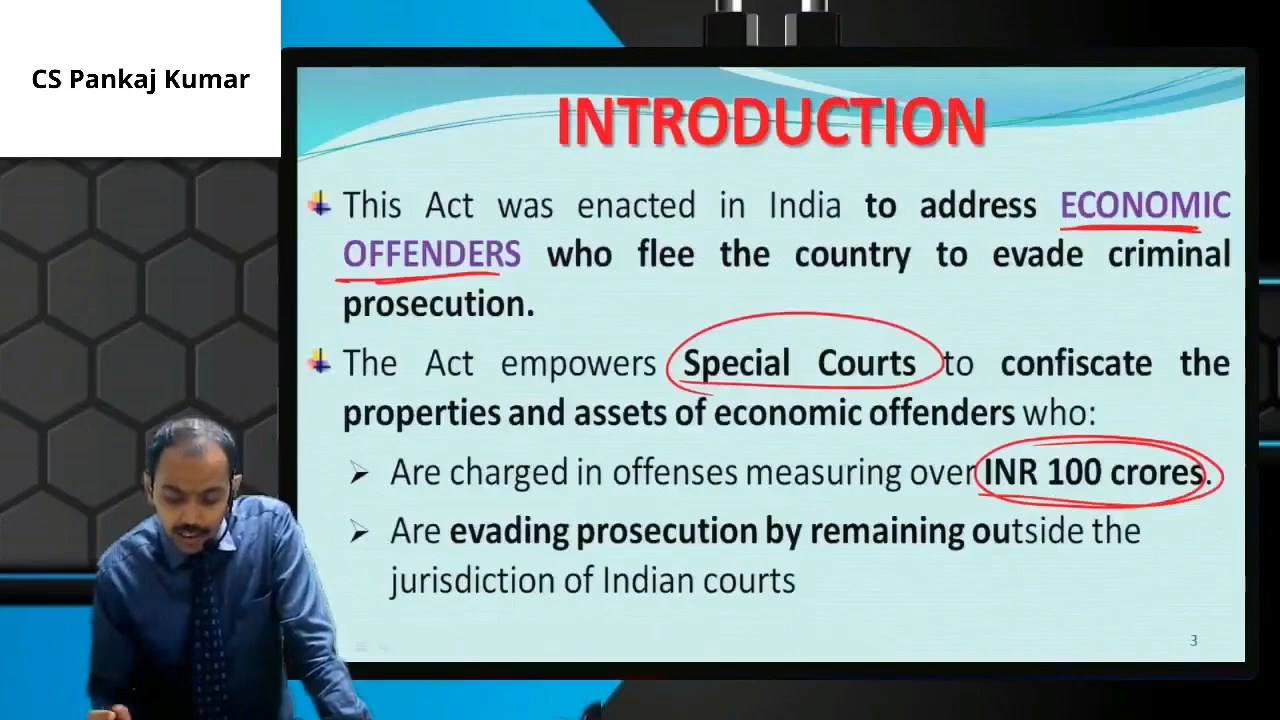 CS Pankaj Kumar
INTRODUCTION
This Act was enacted in India to address ECONOMIC
OFFENDERS who flee the country to evade criminal
prosecution.
The Act empowers Special Courts to confiscate the
properties and assets of economic offenders who:
Are charged in offenses measuring over INR 100 crores.
Are evading prosecution by remaining outside the
jurisdiction of Indian courts
3